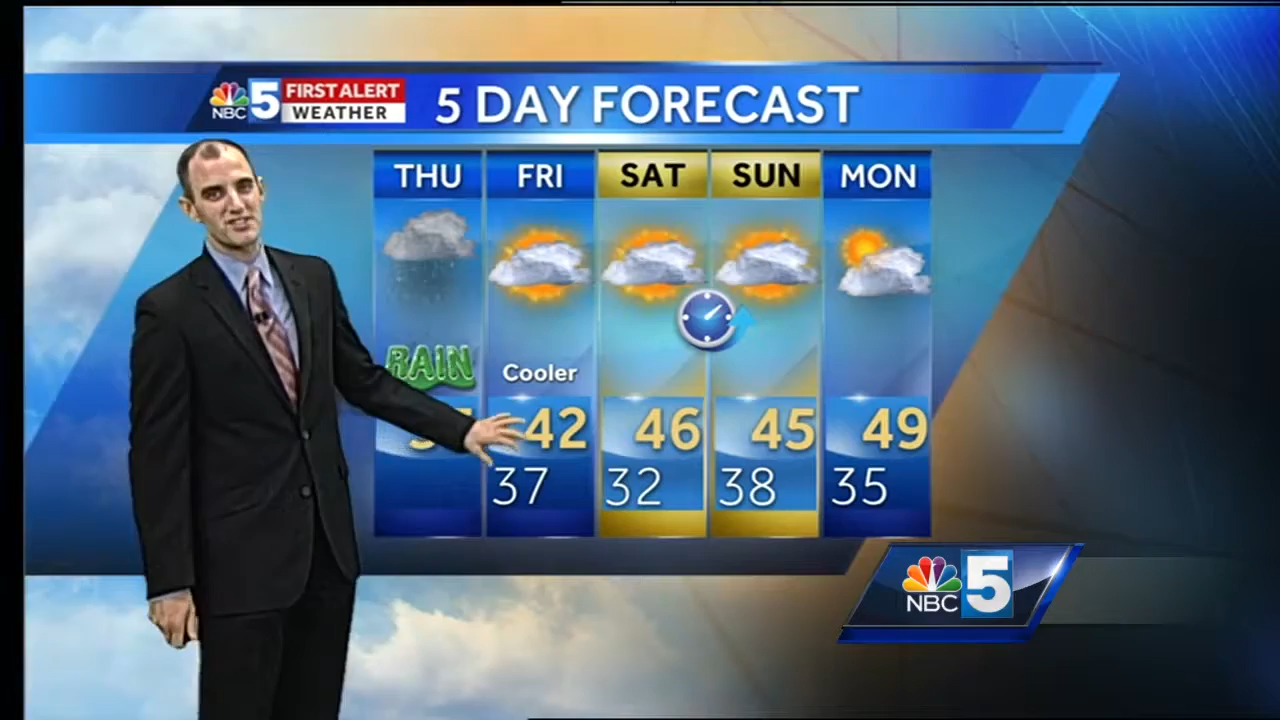 NBC 5 FIRST ALERT WEATHER
5 DAY FORECAST
THU FRI SAT SUN MON
RAIN Cooler
42 46 45 49
37 32 38 35
NBC 5